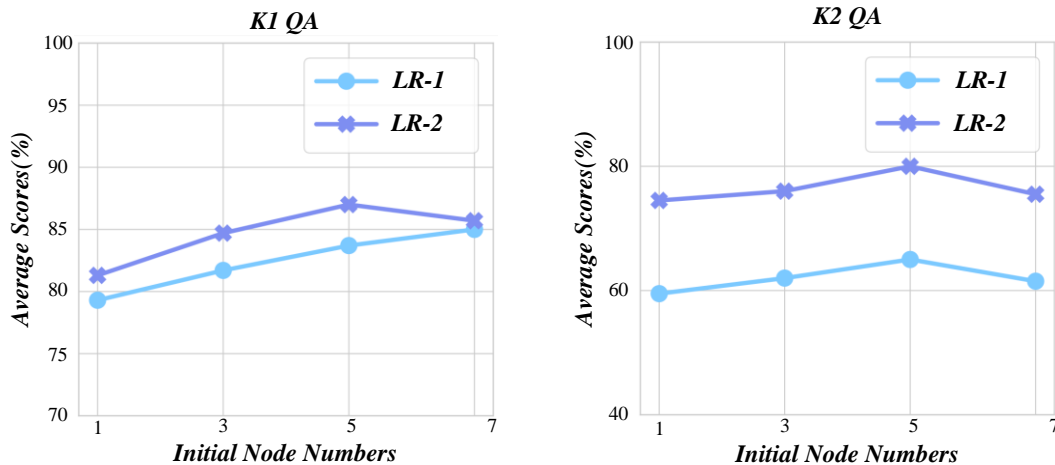 K1 QA
100
95
90
85
80
75
70
Average Scores(%)
LR-1
LR-2
1 3 5 7
Initial Node Numbers
K2 QA
100
80
60
40
Average Scores(%)
LR-1
LR-2
1 3 5 7
Initial Node Numbers